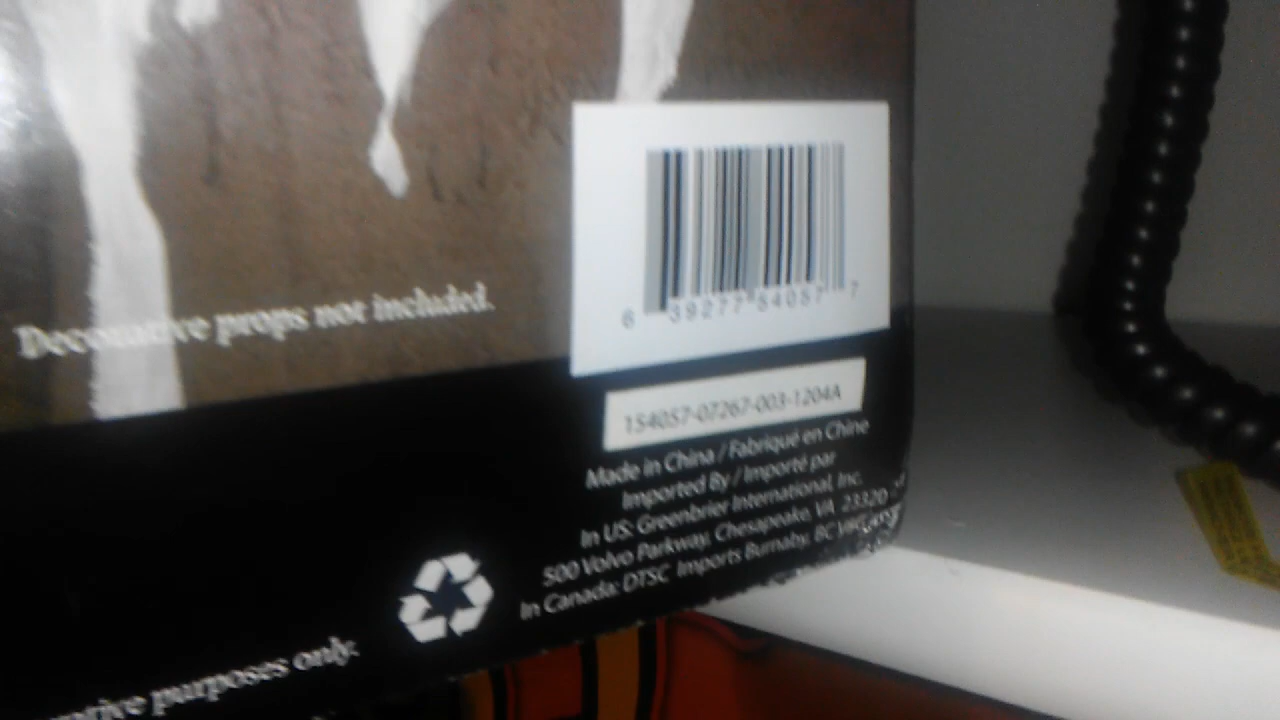 Decorative props not included.
6 39277 54057 7
154057-07267-003-1204A
Made in China / Fabriqué en Chine
Imported By / Importé par
In US: Greenbrier International, Inc.
500 Volvo Parkway, Chesapeake, VA 23320
In Canada: DTSC Imports Burnaby, BC
purposes only.